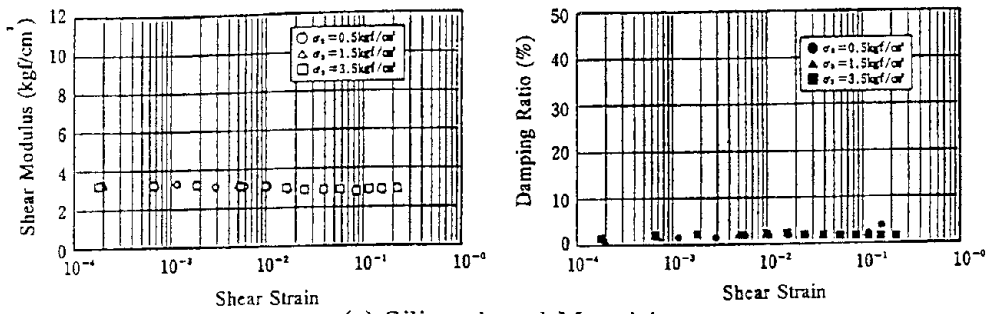 Shear Modulus (kgf/cm²)
12
10
8
6
4
2
0
σ₃=0.5kgf/cm²
σ₃=1.5kgf/cm²
σ₃=3.5kgf/cm²
10⁻⁴ 10⁻³ 10⁻² 10⁻¹ 10⁻⁰
Shear Strain
Damping Ratio (%)
50
40
30
20
10
0
σ₃=0.5kgf/cm²
σ₃=1.5kgf/cm²
σ₃=3.5kgf/cm²
10⁻⁴ 10⁻³ 10⁻² 10⁻¹ 10⁻⁰
Shear Strain